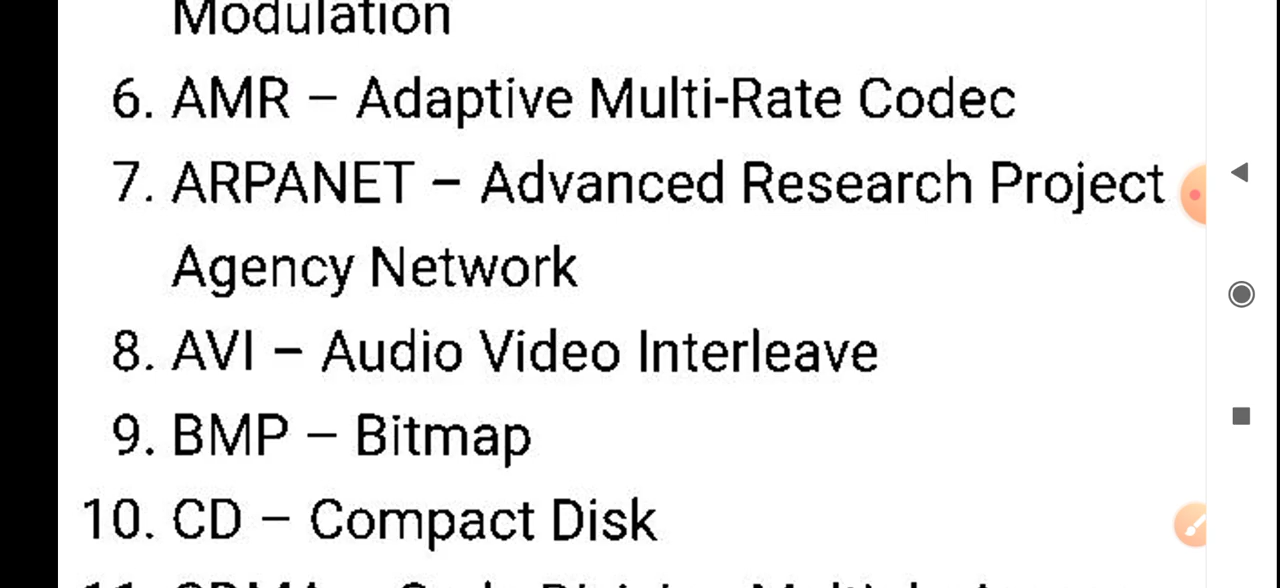 Modulation
6. AMR – Adaptive Multi-Rate Codec
7. ARPANET – Advanced Research Project
Agency Network
8. AVI – Audio Video Interleave
9. BMP – Bitmap
10. CD – Compact Disk